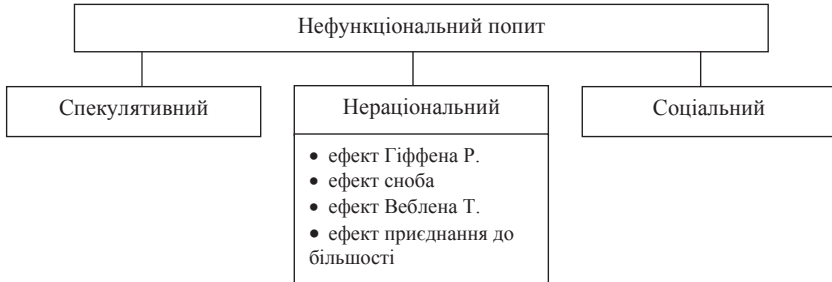 Нефункціональний попит
Спекулятивний
Нераціональний
Соціальний
• ефект Гіффена Р.
• ефект сноба
• ефект Веблена Т.
• ефект приєднання до
більшості